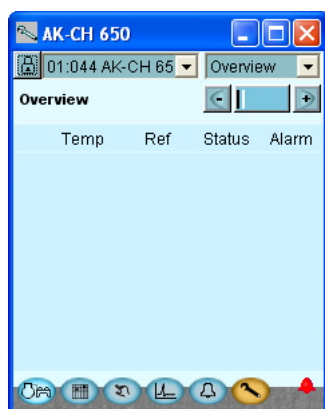 AK-CH 650
01:044 AK-CH 65 Overview
Overview - +
Temp Ref Status Alarm